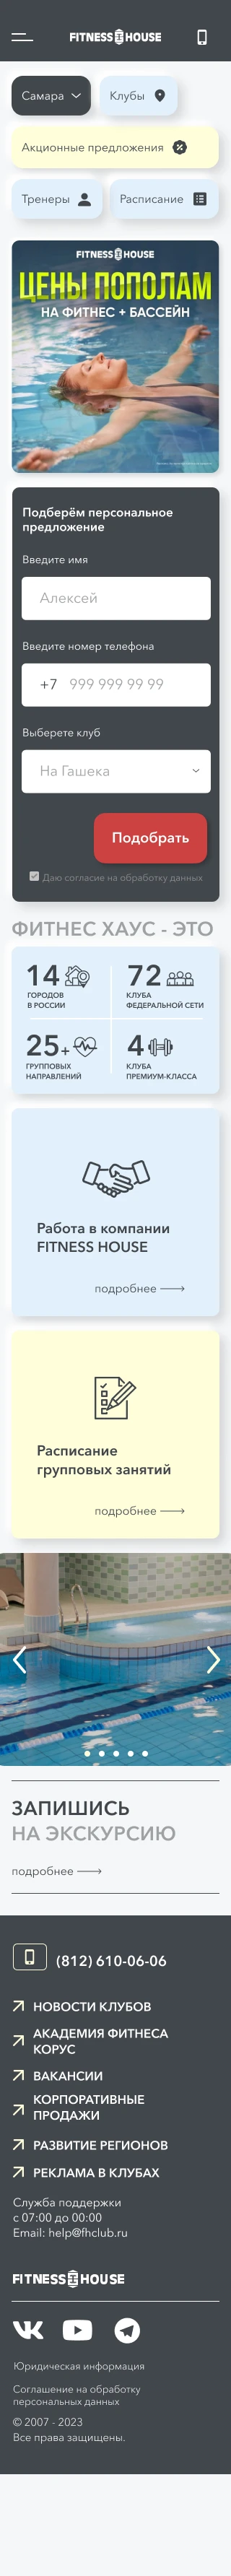 FITNESS HOUSE
Самара
Клубы
Акционные предложения
Тренеры
Расписание
FITNESS HOUSE
ЦЕНЫ ПОПОЛАМ
НА ФИТНЕС + БАССЕЙН
Подберём персональное
предложение
Введите имя
Алексей
Введите номер телефона
+7 999 999 99 99
Выберете клуб
На Гашека
Подобрать
Даю согласие на обработку данных
ФИТНЕС ХАУС - ЭТО
14
ГОРОДОВ
В РОССИИ
72
КЛУБА
ФЕДЕРАЛЬНОЙ СЕТИ
25+
ГРУППОВЫХ
НАПРАВЛЕНИЙ
4
КЛУБА
ПРЕМИУМ-КЛАССА
Работа в компании
FITNESS HOUSE
подробнее
Расписание
групповых занятий
подробнее
ЗАПИШИСЬ
НА ЭКСКУРСИЮ
подробнее
(812) 610-06-06
НОВОСТИ КЛУБОВ
АКАДЕМИЯ ФИТНЕСА
КОРУС
ВАКАНСИИ
КОРПОРАТИВНЫЕ
ПРОДАЖИ
РАЗВИТИЕ РЕГИОНОВ
РЕКЛАМА В КЛУБАХ
Служба поддержки
с 07:00 до 00:00
Email: help@fhclub.ru
FITNESS HOUSE
Юридическая информация
Соглашение на обработку
персональных данных
© 2007 - 2023
Все права защищены.